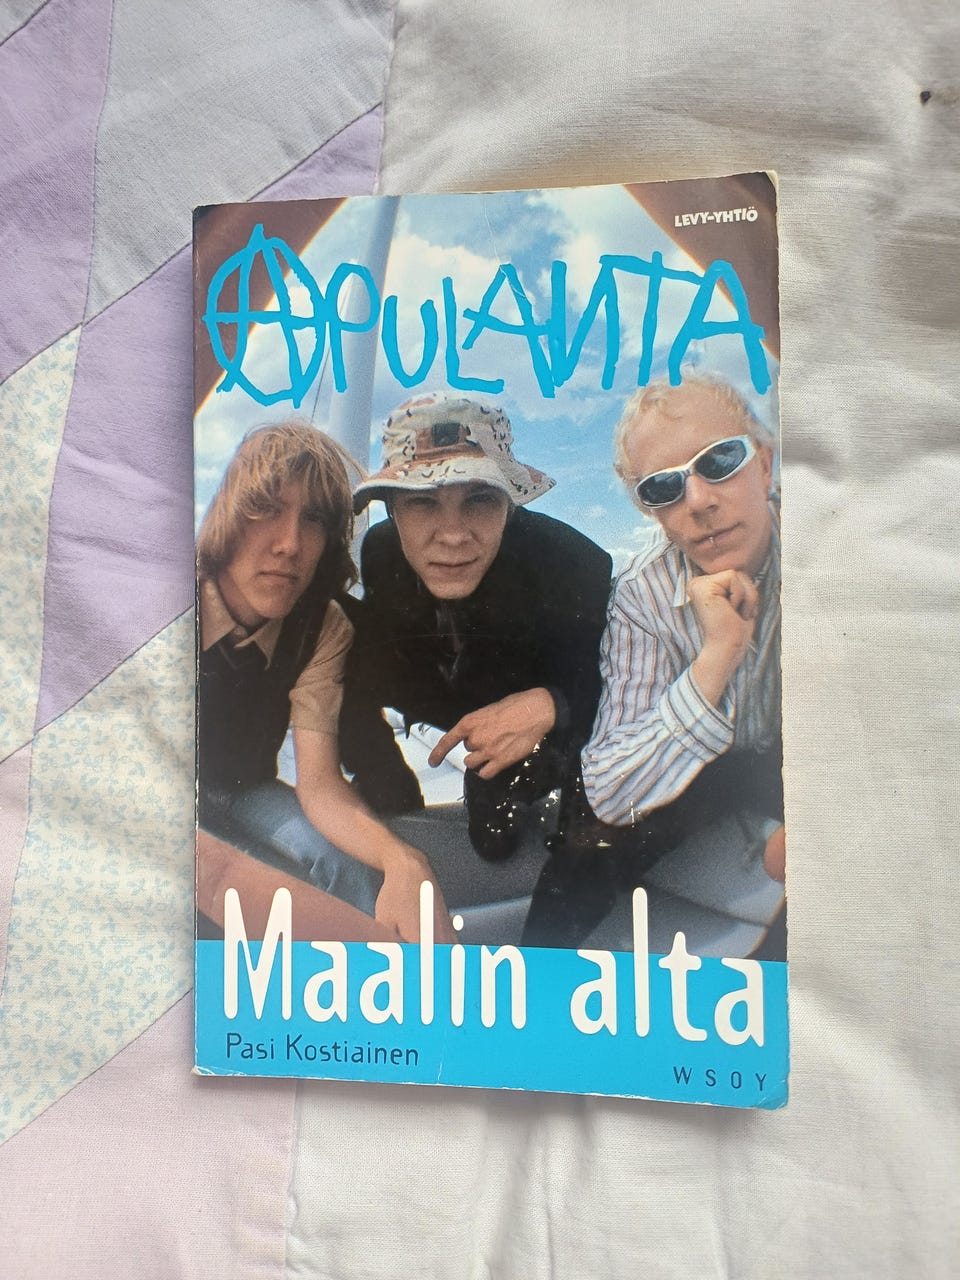 LEVY-YHTIÖ
APULANTA
Maalin alta
Pasi Kostiainen
WSOY